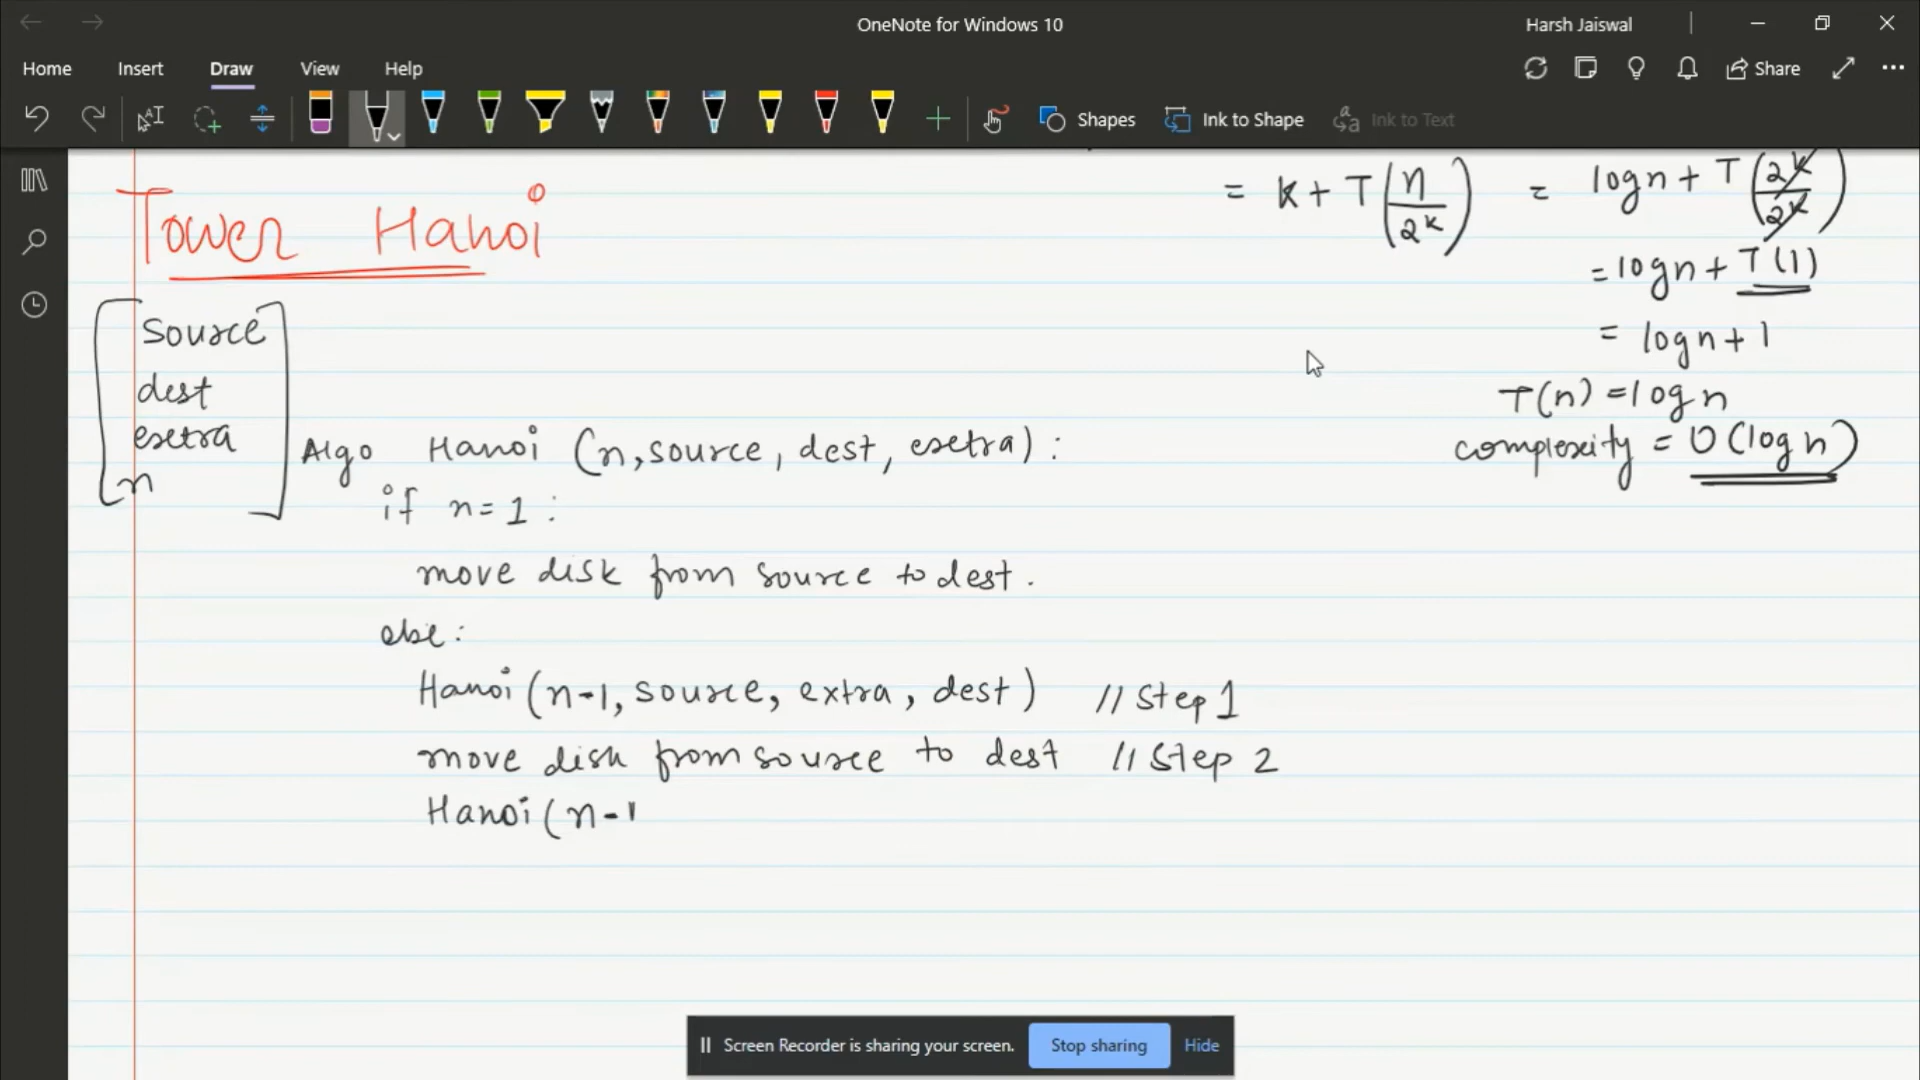 OneNote for Windows 10
Harsh Jaiswal
Home Insert Draw View Help
Share
Shapes
Ink to Shape
Ink to Text
Tower Hanoi
Source
dest
extra
n
Algo Hanoi (n, source, dest, extra) :
if n=1 :
move disk from source to dest.
else :
Hanoi (n-1, source, extra, dest) // Step 1
move disk from source to dest // Step 2
Hanoi (n-1
= K + T (n/2^k) = log n + T (2^k/2^k)
= log n + T (1)
= log n + 1
T(n) = log n
complexity = O (log n)
Screen Recorder is sharing your screen.
Stop sharing
Hide